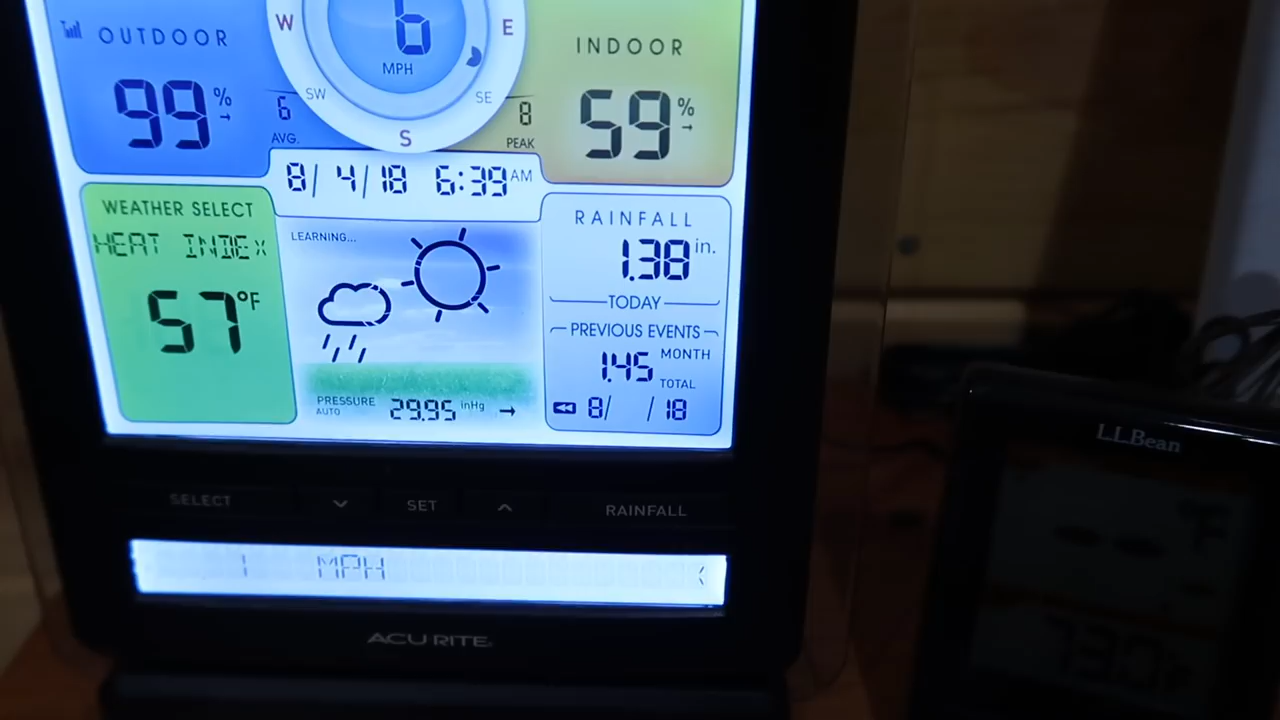 OUTDOOR
99 %
W
E
6
MPH
SW
SE
S
6
AVG.
8
PEAK
INDOOR
59 %
8/ 4/18 6:39 AM
WEATHER SELECT
HEAT INDEX
57 °F
LEARNING...
PRESSURE
AUTO
29.95 inHg
RAINFALL
1.38 in.
TODAY
PREVIOUS EVENTS
1.45 MONTH
TOTAL
8/ /18
SELECT
SET
RAINFALL
1 MPH
ACURITE
L.L.Bean
°F